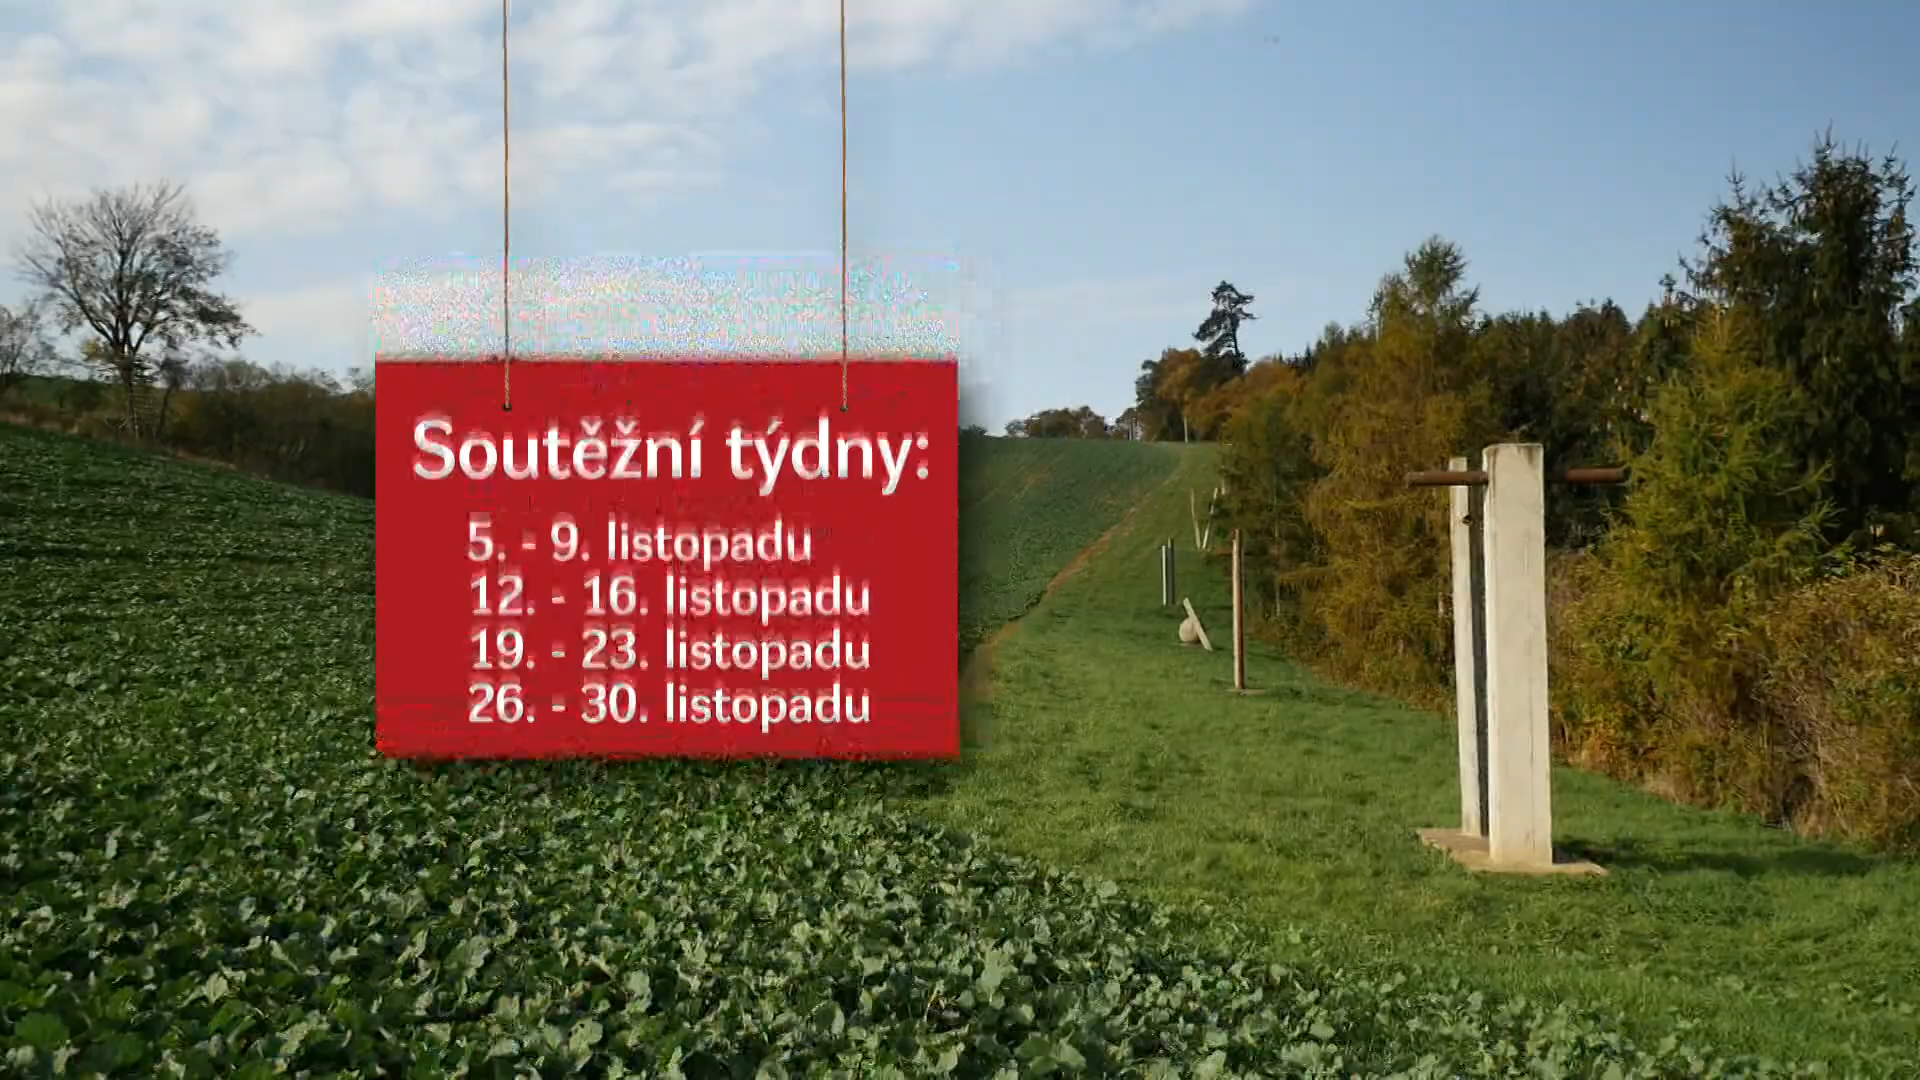 Soutěžní týdny:
5. - 9. listopadu
12. - 16. listopadu
19. - 23. listopadu
26. - 30. listopadu